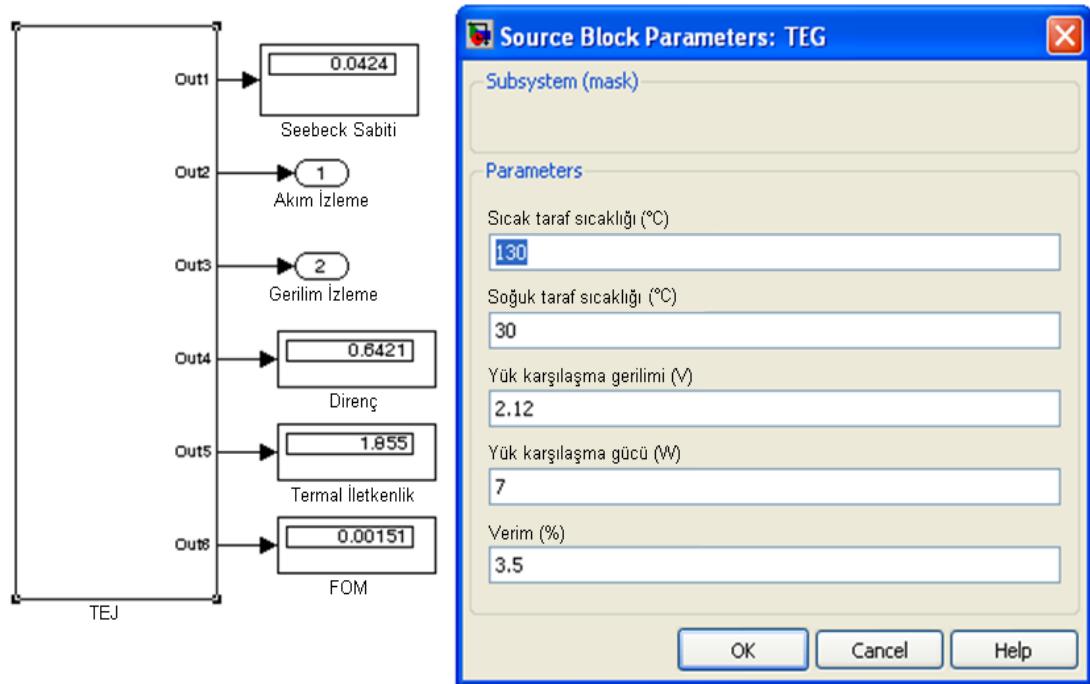 Out1
0.0424
Seebeck Sabiti
Out2
1
Akım İzleme
Out3
2
Gerilim İzleme
Out4
0.6421
Direnç
Out5
1.855
Termal İletkenlik
Out6
0.00151
FOM
TEJ
Source Block Parameters: TEG
Subsystem (mask)
Parameters
Sıcak taraf sıcaklığı (°C)
130
Soğuk taraf sıcaklığı (°C)
30
Yük karşılaşma gerilimi (V)
2.12
Yük karşılaşma gücü (W)
7
Verim (%)
3.5
OK Cancel Help